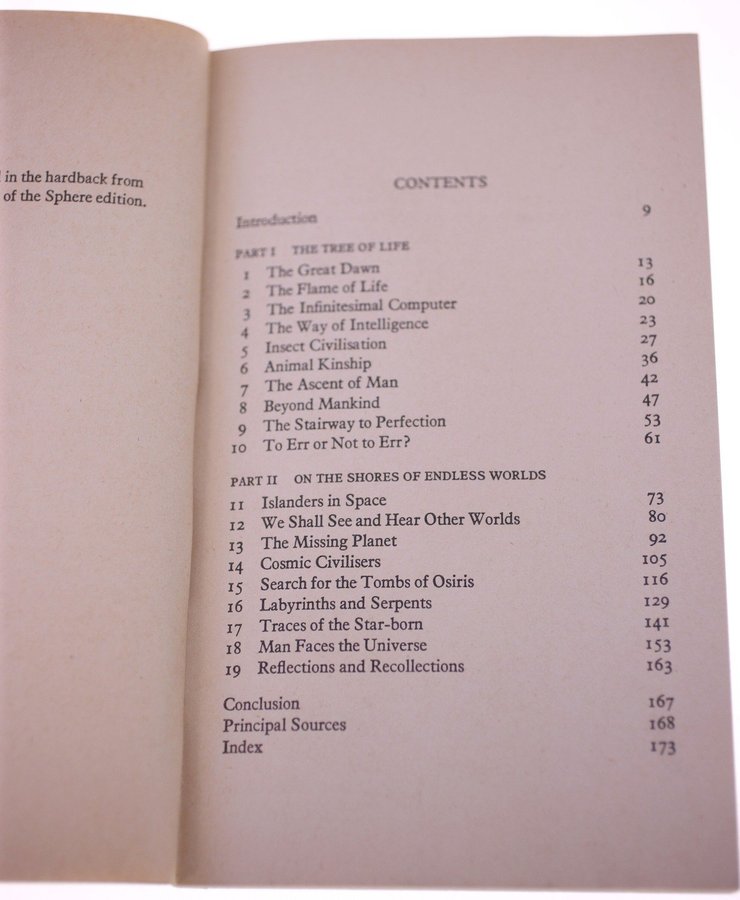 in the hardback from
of the Sphere edition.
CONTENTS
Introduction 9
PART I THE TREE OF LIFE
1 The Great Dawn 13
2 The Flame of Life 16
3 The Infinitesimal Computer 20
4 The Way of Intelligence 23
5 Insect Civilisation 27
6 Animal Kinship 36
7 The Ascent of Man 42
8 Beyond Mankind 47
9 The Stairway to Perfection 53
10 To Err or Not to Err? 61
PART II ON THE SHORES OF ENDLESS WORLDS
11 Islanders in Space 73
12 We Shall See and Hear Other Worlds 80
13 The Missing Planet 92
14 Cosmic Civilisers 105
15 Search for the Tombs of Osiris 116
16 Labyrinths and Serpents 129
17 Traces of the Star-born 141
18 Man Faces the Universe 153
19 Reflections and Recollections 163
Conclusion 167
Principal Sources 168
Index 173